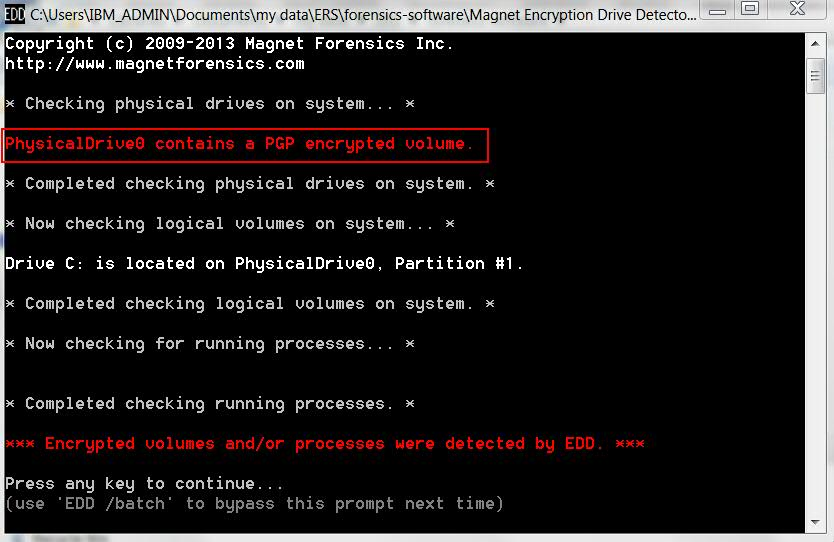 EDD C:\Users\IBM_ADMIN\Documents\my data\ERS\forensics-software\Magnet Encryption Drive Detecto...
Copyright (c) 2009-2013 Magnet Forensics Inc.
http://www.magnetforensics.com
* Checking physical drives on system... *
PhysicalDrive0 contains a PGP encrypted volume.
* Completed checking physical drives on system. *
* Now checking logical volumes on system... *
Drive C: is located on PhysicalDrive0, Partition #1.
* Completed checking logical volumes on system. *
* Now checking for running processes... *
* Completed checking running processes. *
*** Encrypted volumes and/or processes were detected by EDD. ***
Press any key to continue...
(use 'EDD /batch' to bypass this prompt next time)